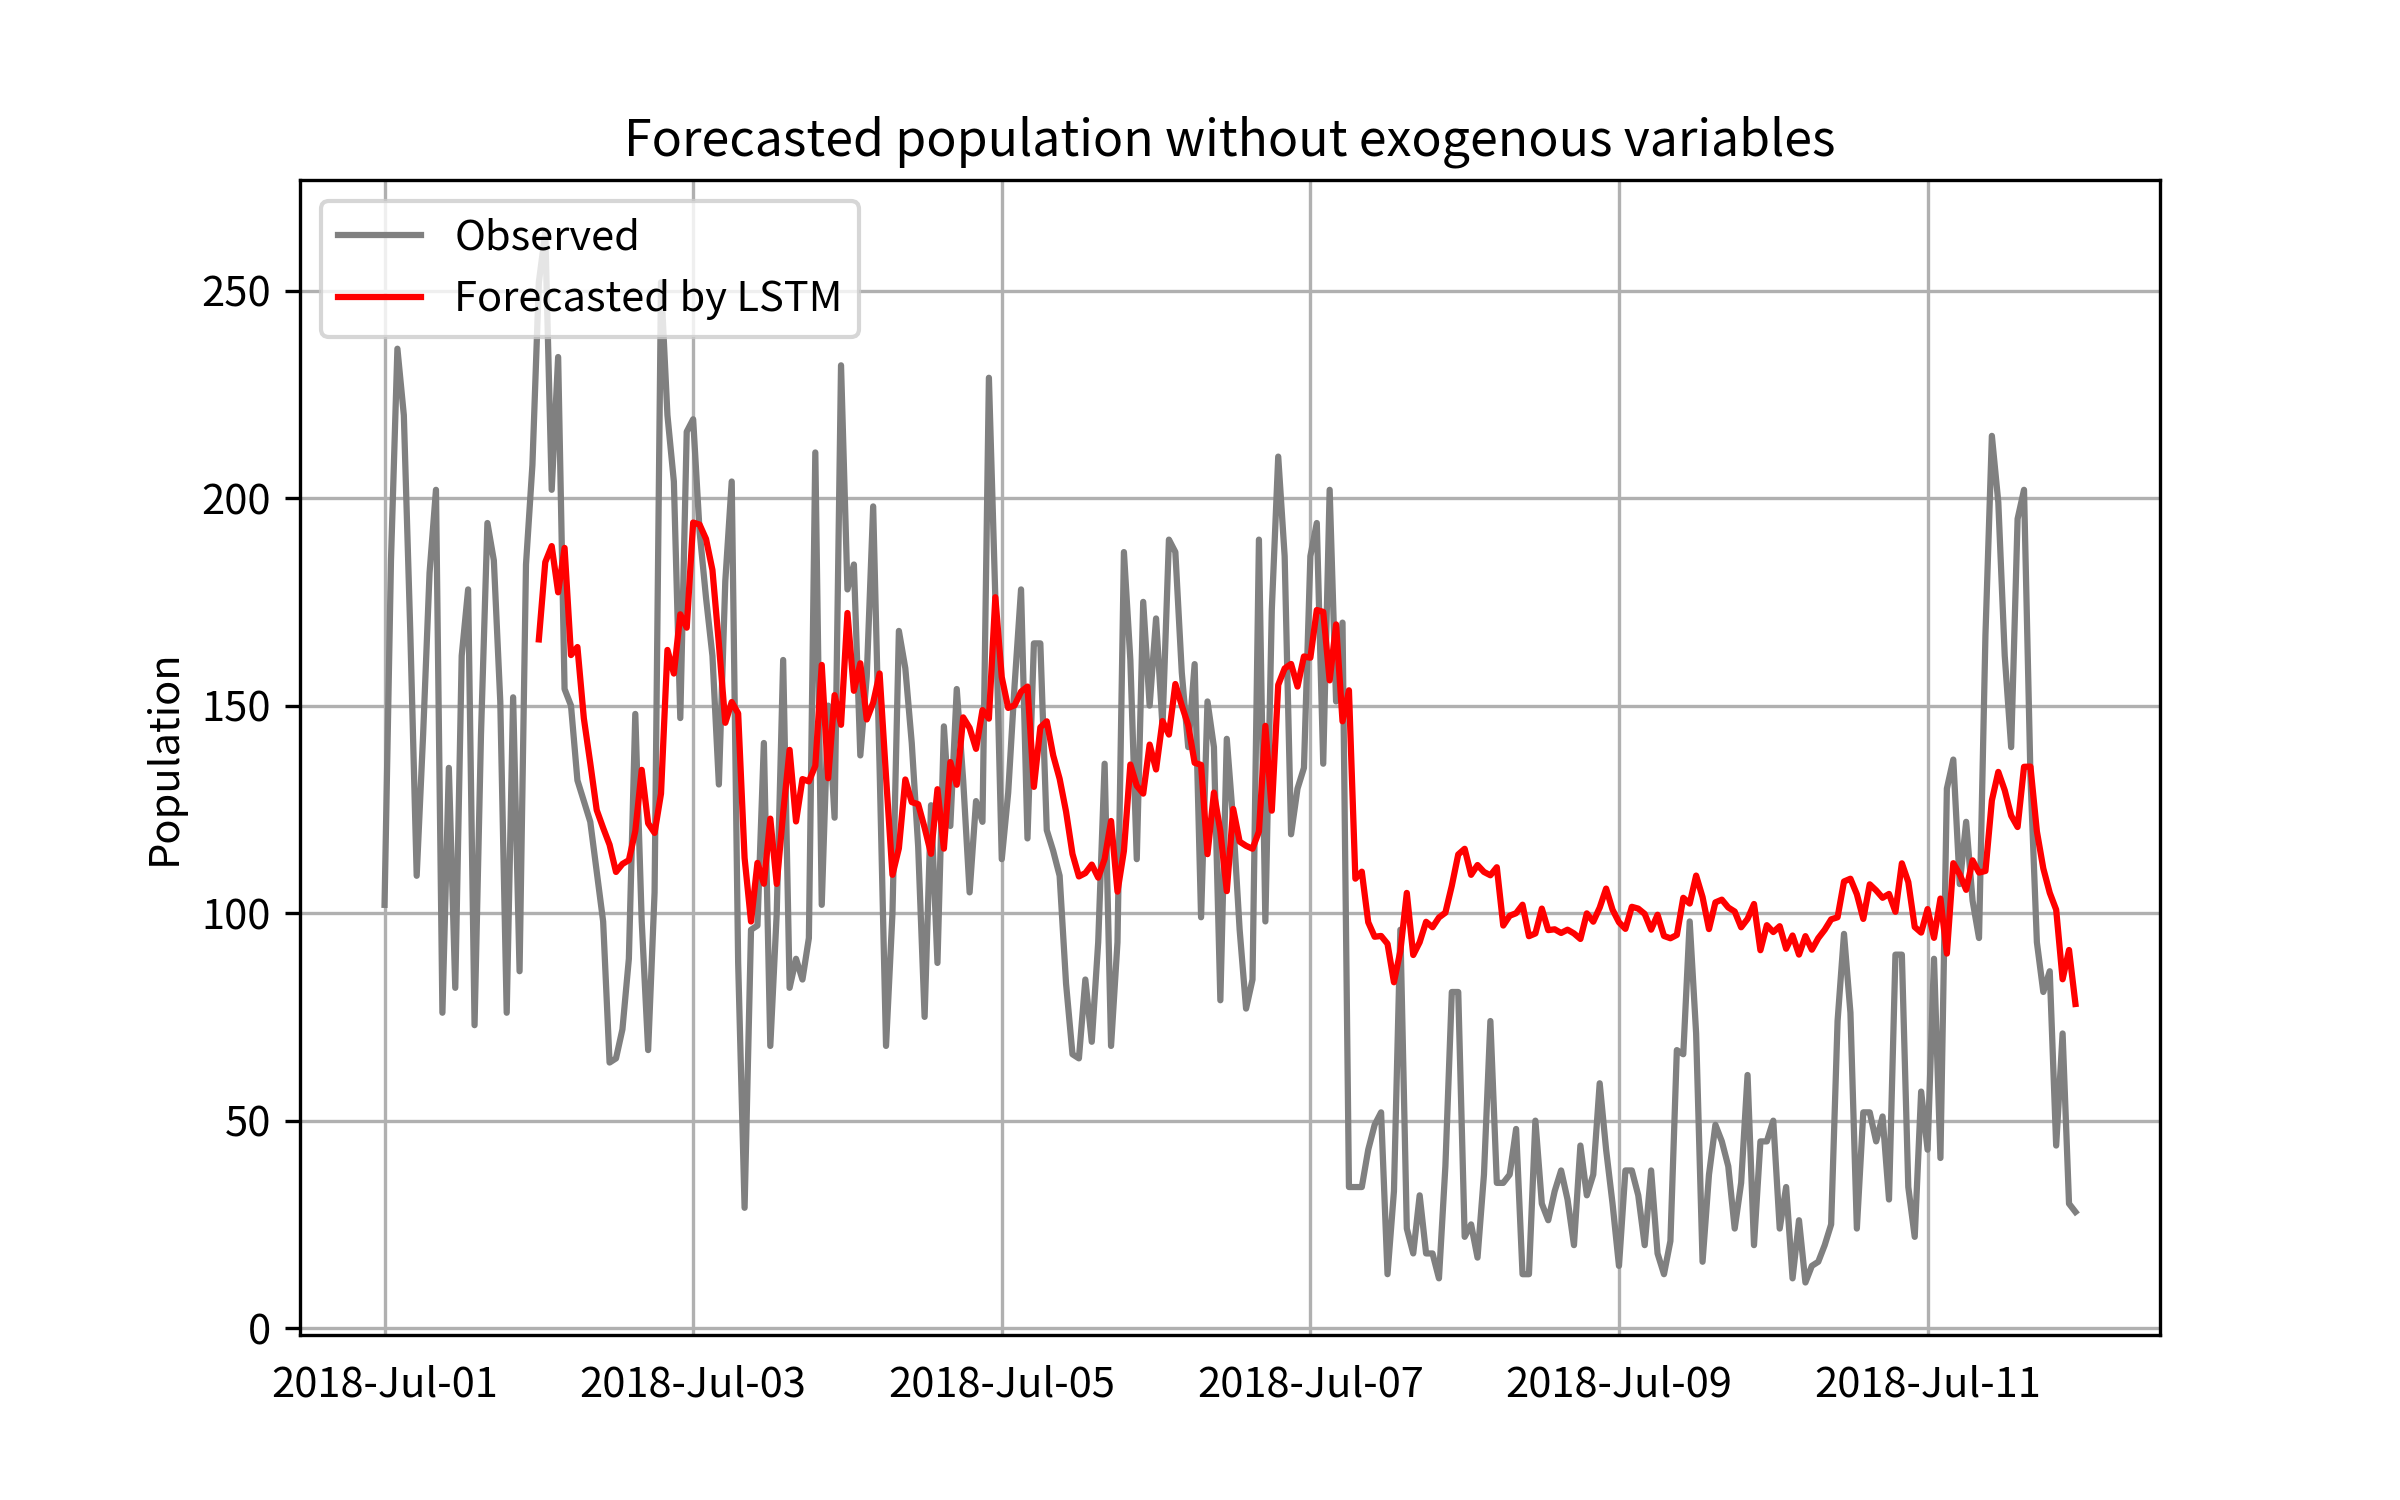 Forecasted population without exogenous variables
Observed
Forecasted by LSTM
Population
250
200
150
100
50
0
2018-Jul-01
2018-Jul-03
2018-Jul-05
2018-Jul-07
2018-Jul-09
2018-Jul-11